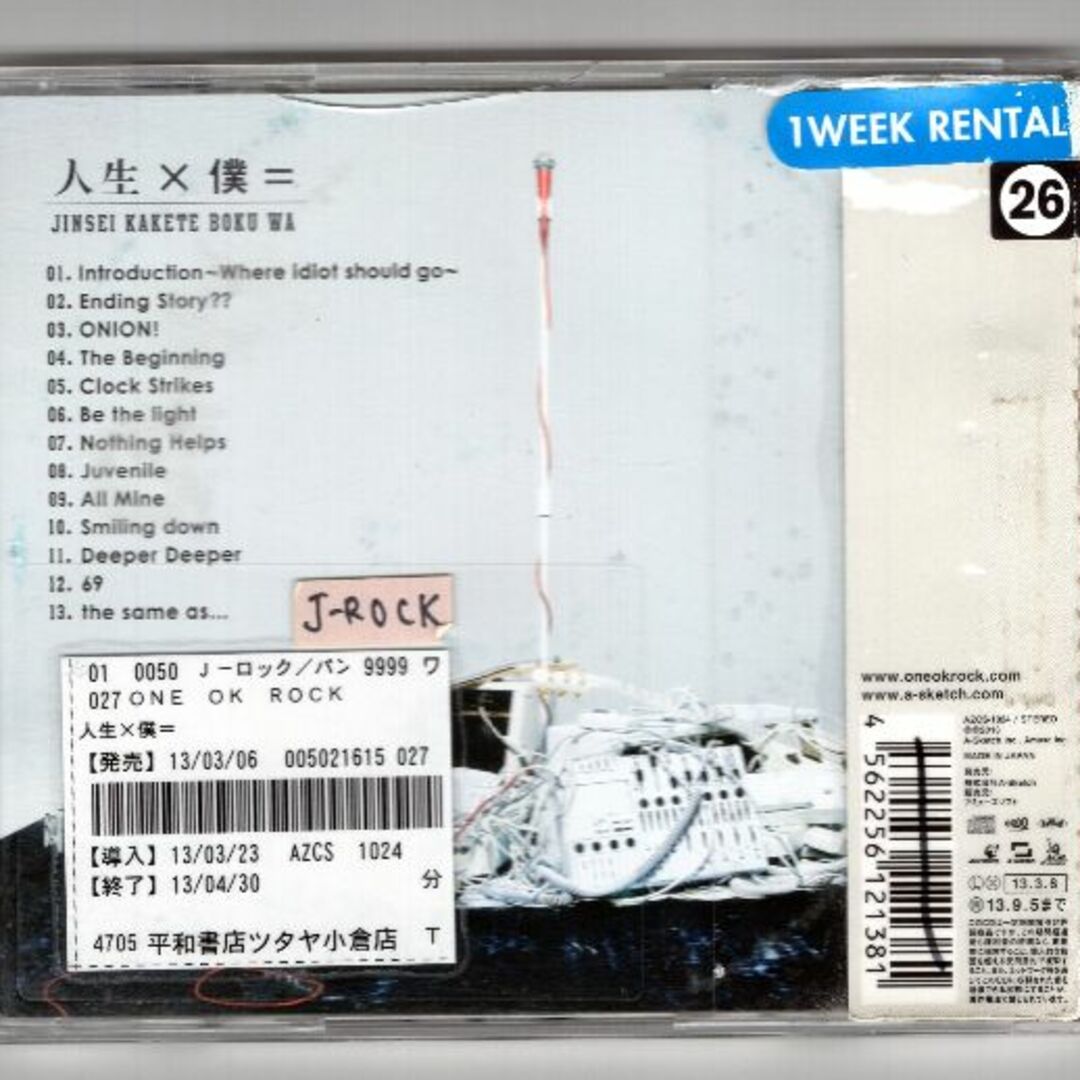 人生×僕＝
JINSEI KAKETE BOKU WA
01. Introduction~Where idiot should go~
02. Ending Story??
03. ONION!
04. The Beginning
05. Clock Strikes
06. Be the light
07. Nothing Helps
08. Juvenile
09. All Mine
10. Smiling down
11. Deeper Deeper
12. 69
13. the same as...
J-ROCK
01 0050 J－ロック／バン 9999 ワ
027 ONE OK ROCK
人生×僕＝
【発売】13/03/06 005021615 027
【導入】13/03/23 AZCS 1024
【終了】13/04/30 分
4705 平和書店ツタヤ小倉店 T
1 WEEK RENTAL
26
www.oneokrock.com
www.a-sketch.com
MADE IN JAPAN
4 562256 121381
13.3.6
13.9.5まで